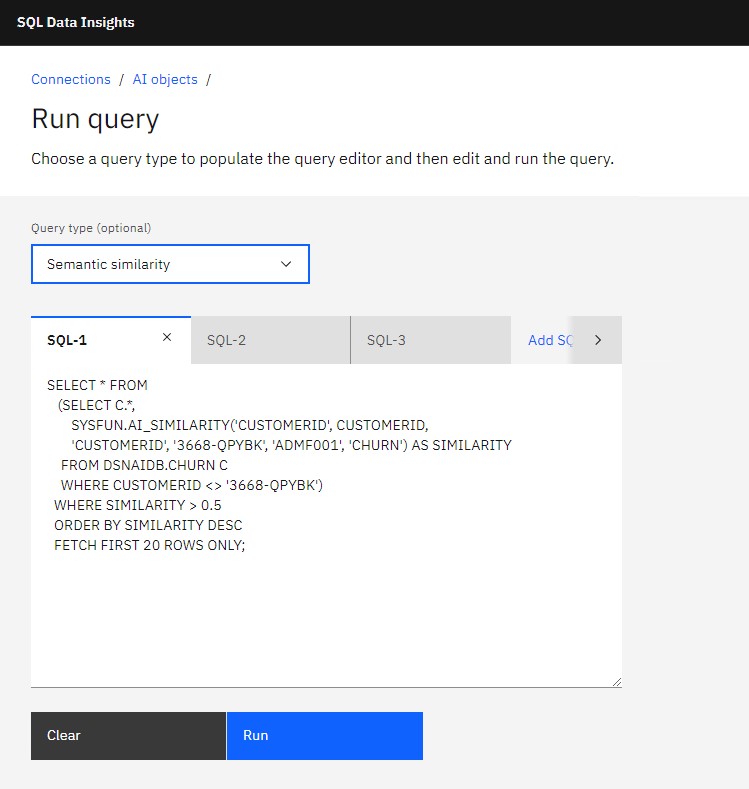 SQL Data Insights
Connections / AI objects /
Run query
Choose a query type to populate the query editor and then edit and run the query.
Query type (optional)
Semantic similarity
SQL-1 × SQL-2 SQL-3 Add SQ
SELECT * FROM
(SELECT C.*,
SYSFUN.AI_SIMILARITY('CUSTOMERID', CUSTOMERID,
'CUSTOMERID', '3668-QPYBK', 'ADMF001', 'CHURN') AS SIMILARITY
FROM DSNAIDB.CHURN C
WHERE CUSTOMERID <> '3668-QPYBK')
WHERE SIMILARITY > 0.5
ORDER BY SIMILARITY DESC
FETCH FIRST 20 ROWS ONLY;
Clear Run